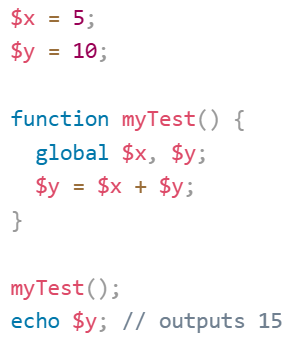 $x = 5;
$y = 10;

function myTest() {
  global $x, $y;
  $y = $x + $y;
}

myTest();
echo $y; // outputs 15